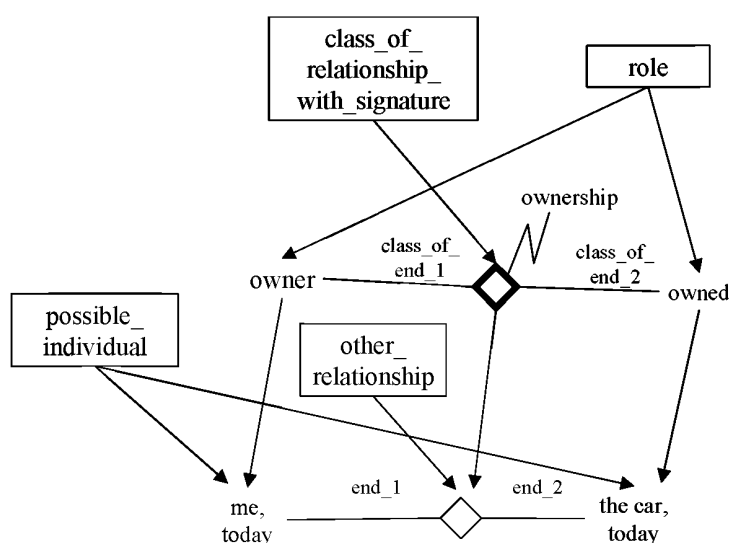 class_of_
relationship_
with_signature
role
ownership
class_of_
end_1
class_of_
end_2
owner
owned
possible_
individual
other_
relationship
end_1
end_2
me,
today
the car,
today